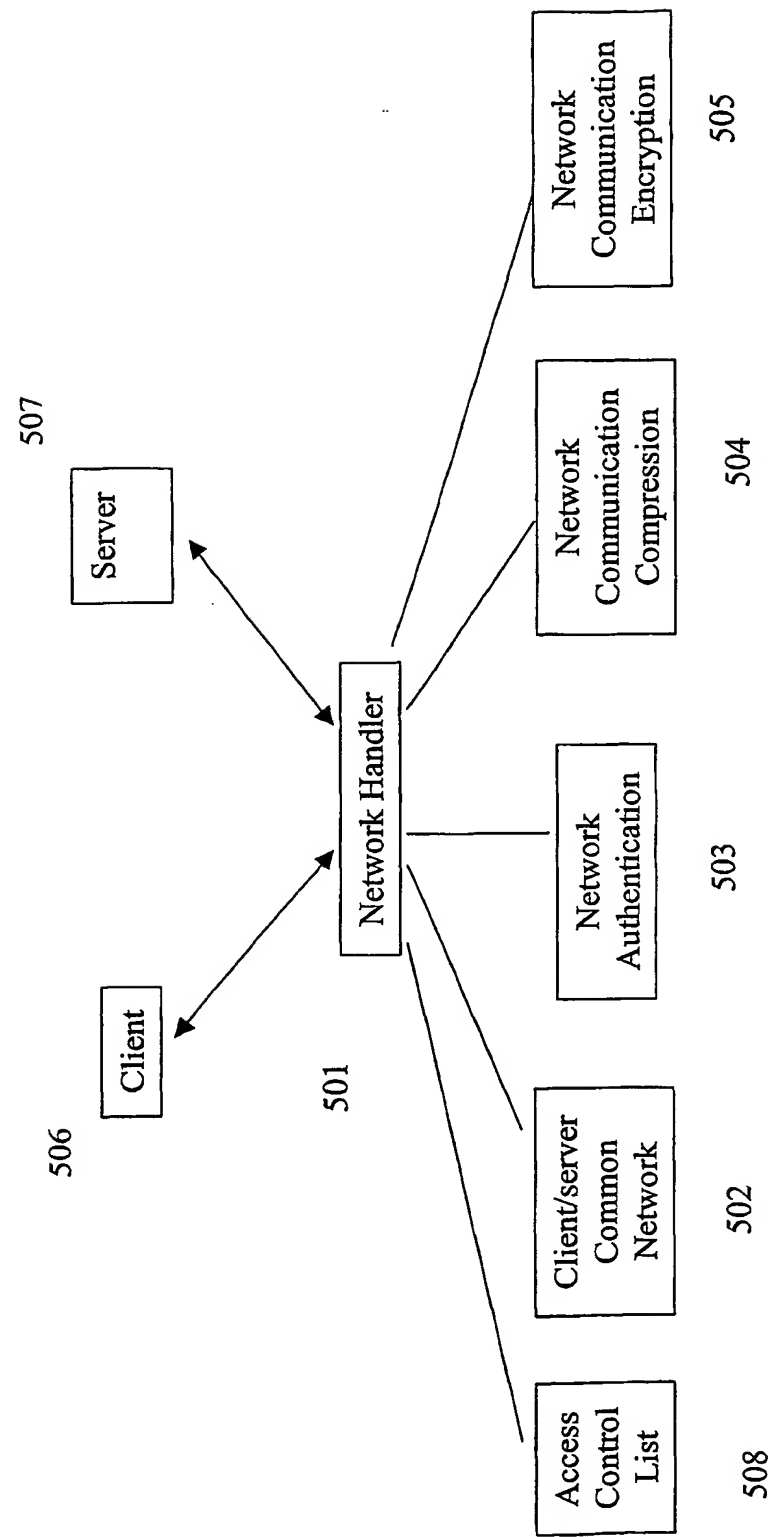 506
Client
507
Server
501
Network Handler
Access
Control
List
508
Client/server
Common
Network
502
Network
Authentication
503
Network
Communication
Compression
504
Network
Communication
Encryption
505